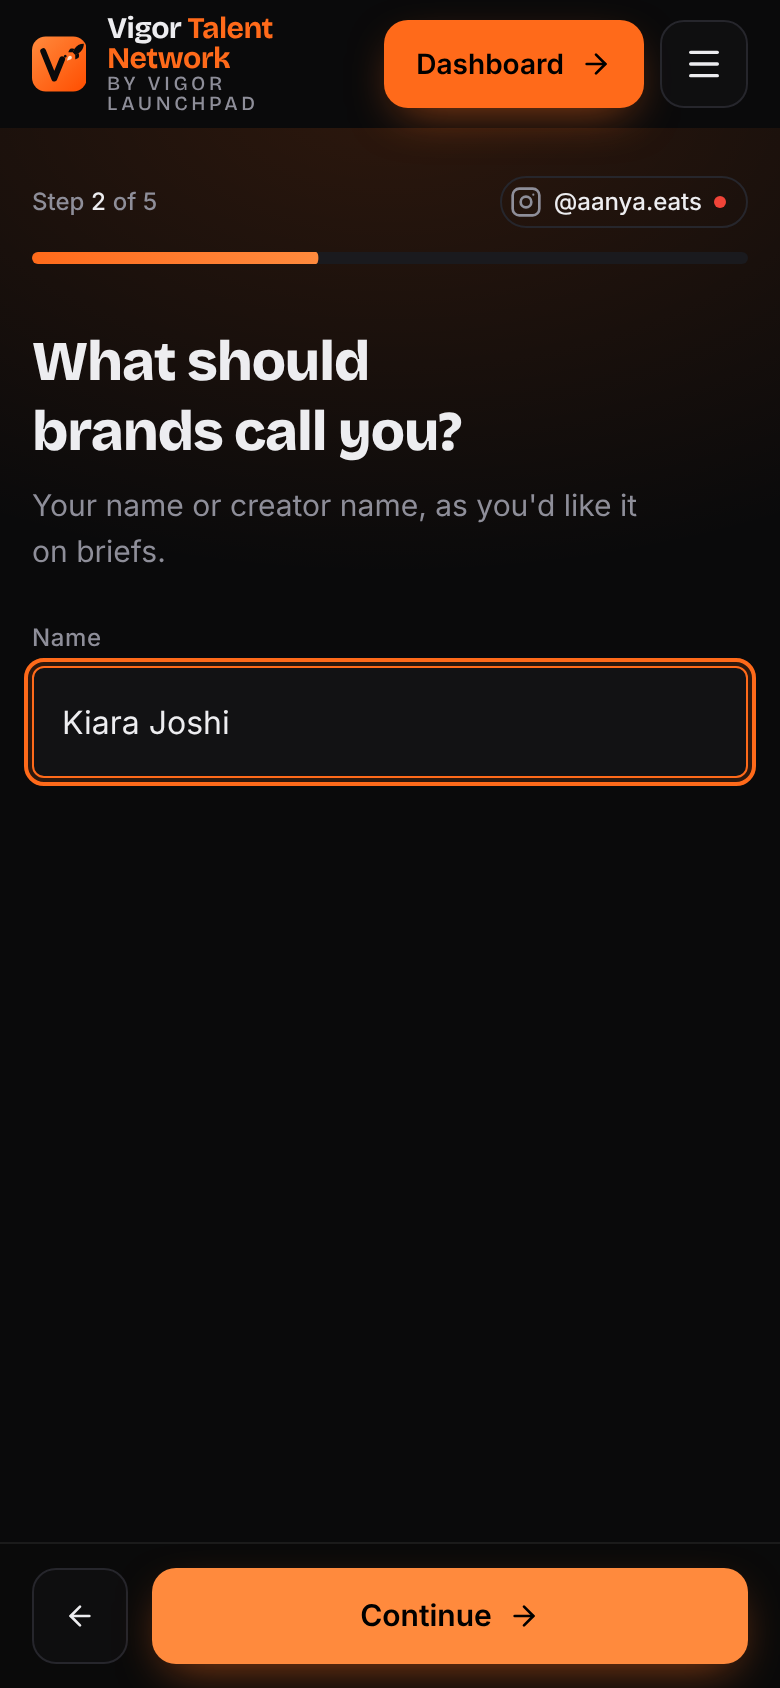 Vigor Talent
Network
BY VIGOR
LAUNCHPAD
Dashboard →
Step 2 of 5
@aanya.eats
What should
brands call you?
Your name or creator name, as you'd like it
on briefs.
Name
Kiara Joshi
Continue →